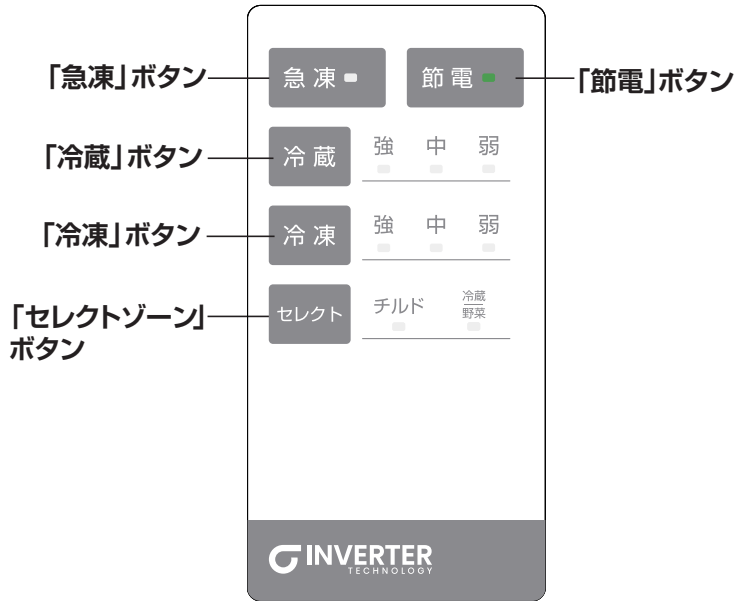 「急凍」ボタン
急凍
節電
「節電」ボタン
「冷蔵」ボタン
冷蔵
強 中 弱
「冷凍」ボタン
冷凍
強 中 弱
「セレクトゾーン」
ボタン
セレクト
チルド
冷蔵
野菜
INVERTER
TECHNOLOGY